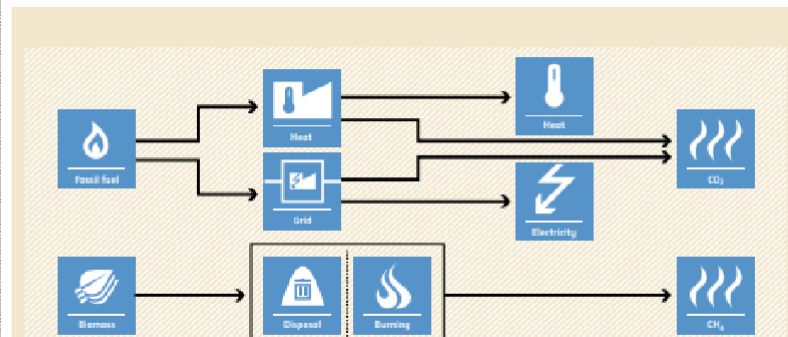 Heat
Heat
Fossil fuel
CO₂
Grid
Electricity
Biomass
Disposal
Burning
CH₄